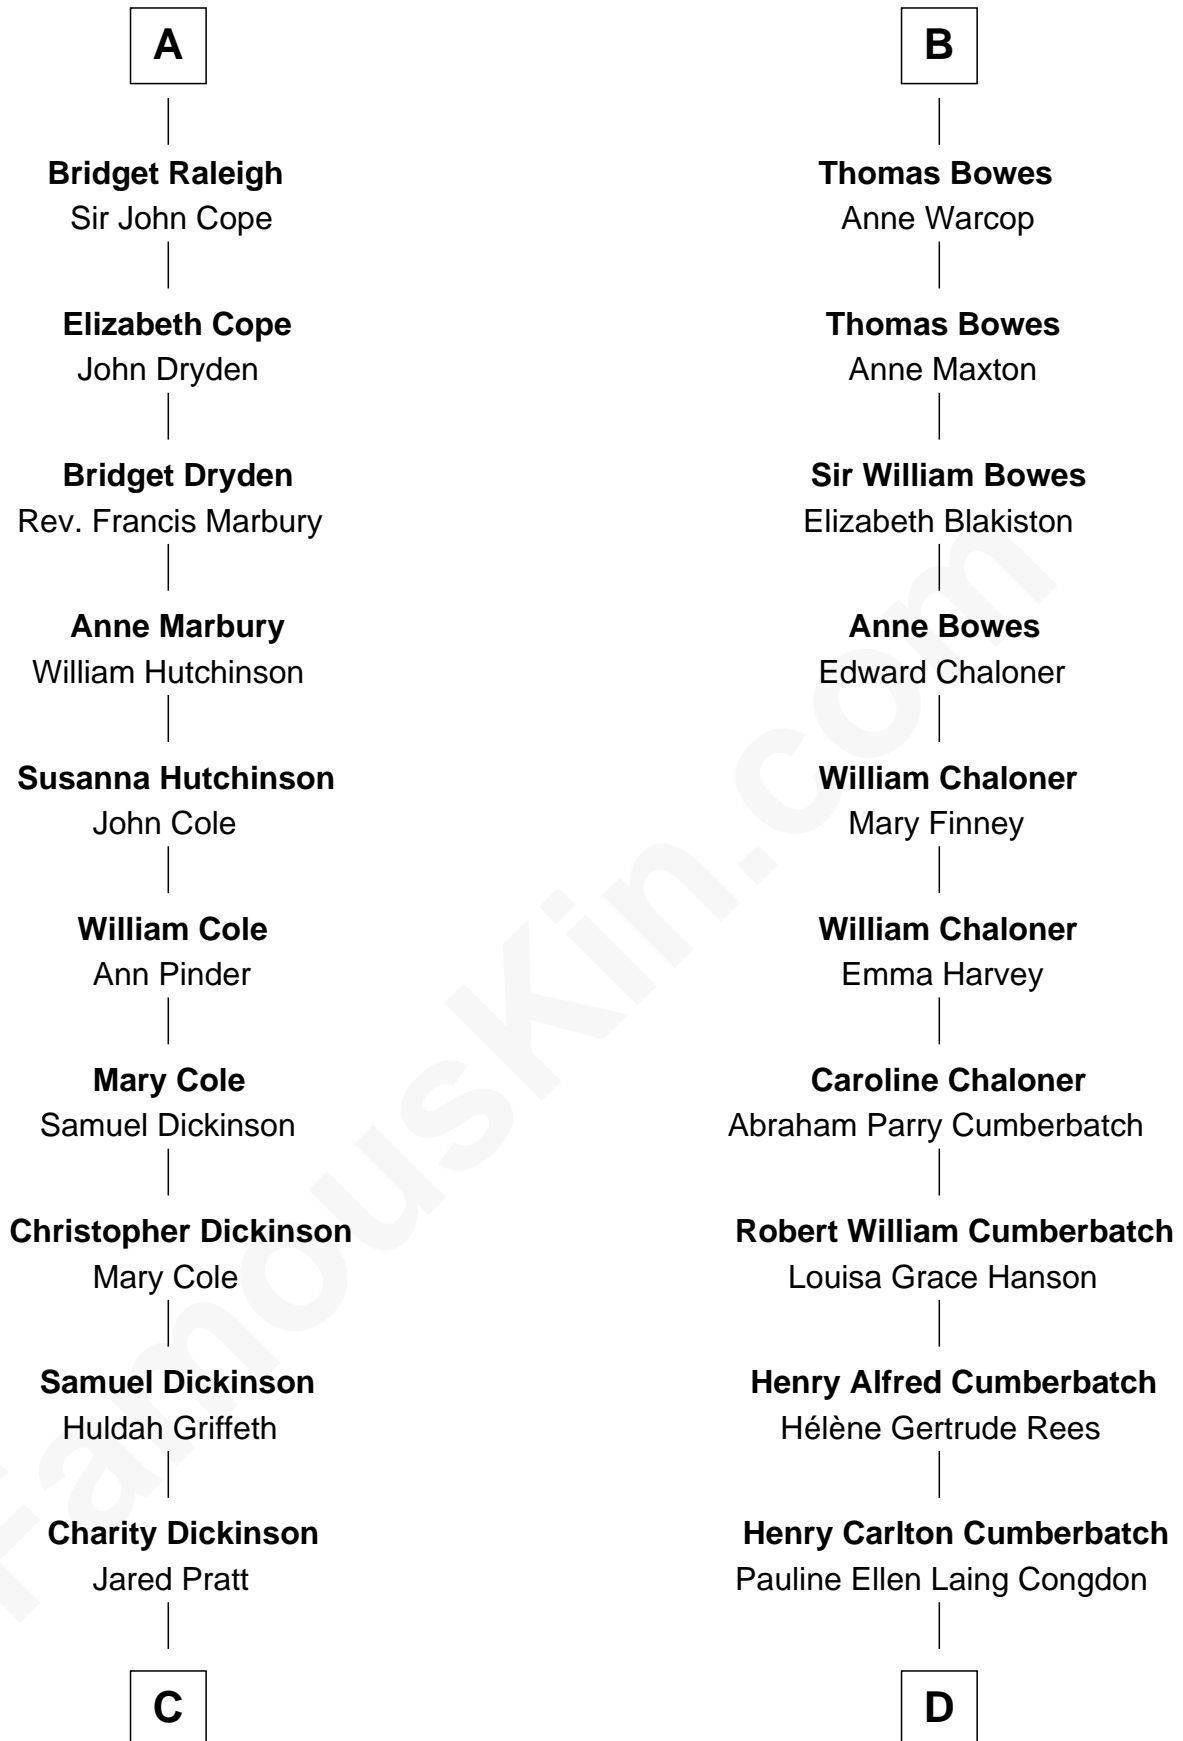 A
Bridget Raleigh
Sir John Cope
Elizabeth Cope
John Dryden
Bridget Dryden
Rev. Francis Marbury
Anne Marbury
William Hutchinson
Susanna Hutchinson
John Cole
William Cole
Ann Pinder
Mary Cole
Samuel Dickinson
Christopher Dickinson
Mary Cole
Samuel Dickinson
Huldah Griffeth
Charity Dickinson
Jared Pratt
C
B
Thomas Bowes
Anne Warcop
Thomas Bowes
Anne Maxton
Sir William Bowes
Elizabeth Blakiston
Anne Bowes
Edward Chaloner
William Chaloner
Mary Finney
William Chaloner
Emma Harvey
Caroline Chaloner
Abraham Parry Cumberbatch
Robert William Cumberbatch
Louisa Grace Hanson
Henry Alfred Cumberbatch
Hélène Gertrude Rees
Henry Carlton Cumberbatch
Pauline Ellen Laing Congdon
D
FamousKin.com